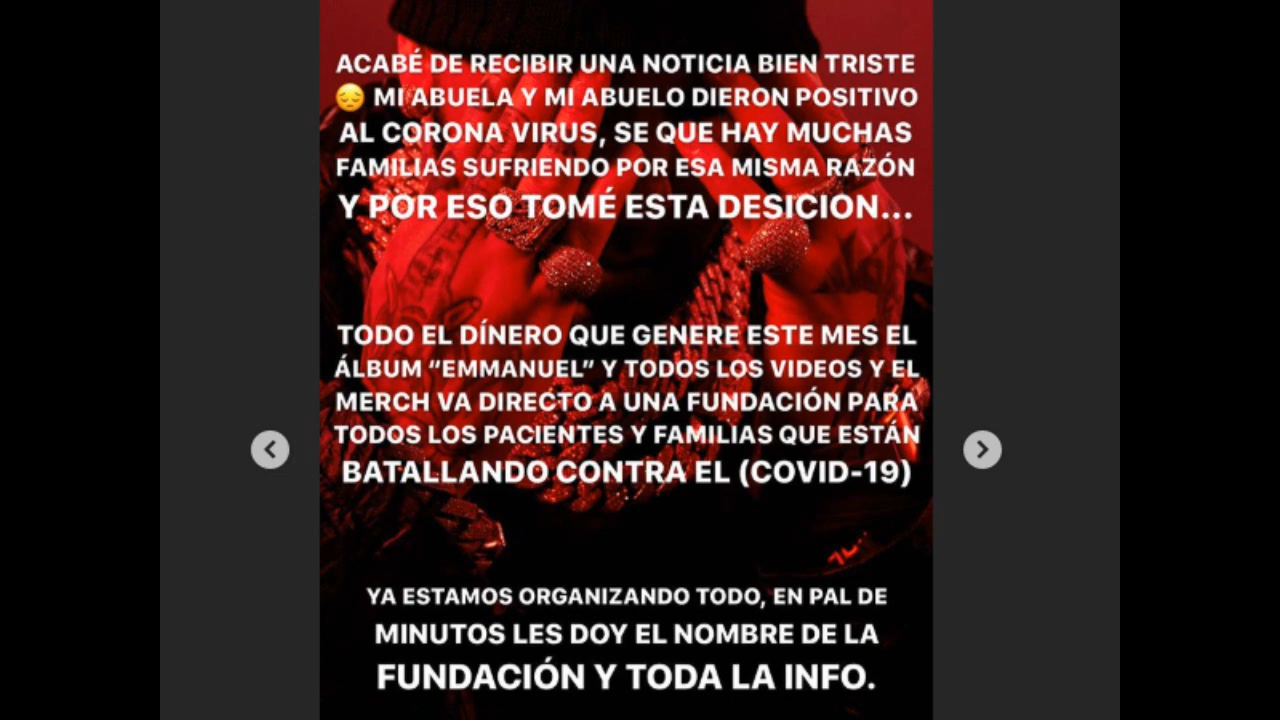 ACABÉ DE RECIBIR UNA NOTICIA BIEN TRISTE
😔 MI ABUELA Y MI ABUELO DIERON POSITIVO
AL CORONA VIRUS, SE QUE HAY MUCHAS
FAMILIAS SUFRIENDO POR ESA MISMA RAZÓN
Y POR ESO TOMÉ ESTA DESICION...
TODO EL DÍNERO QUE GENERE ESTE MES EL
ÁLBUM “EMMANUEL” Y TODOS LOS VIDEOS Y EL
MERCH VA DIRECTO A UNA FUNDACIÓN PARA
TODOS LOS PACIENTES Y FAMILIAS QUE ESTÁN
BATALLANDO CONTRA EL (COVID-19)
YA ESTAMOS ORGANIZANDO TODO, EN PAL DE
MINUTOS LES DOY EL NOMBRE DE LA
FUNDACIÓN Y TODA LA INFO.